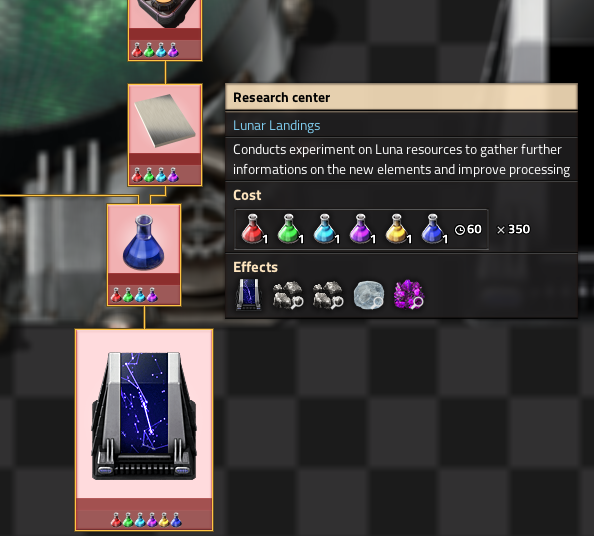 Research center
Lunar Landings
Conducts experiment on Luna resources to gather further
informations on the new elements and improve processing
Cost
1 1 1 1 1 1 60 × 350
Effects